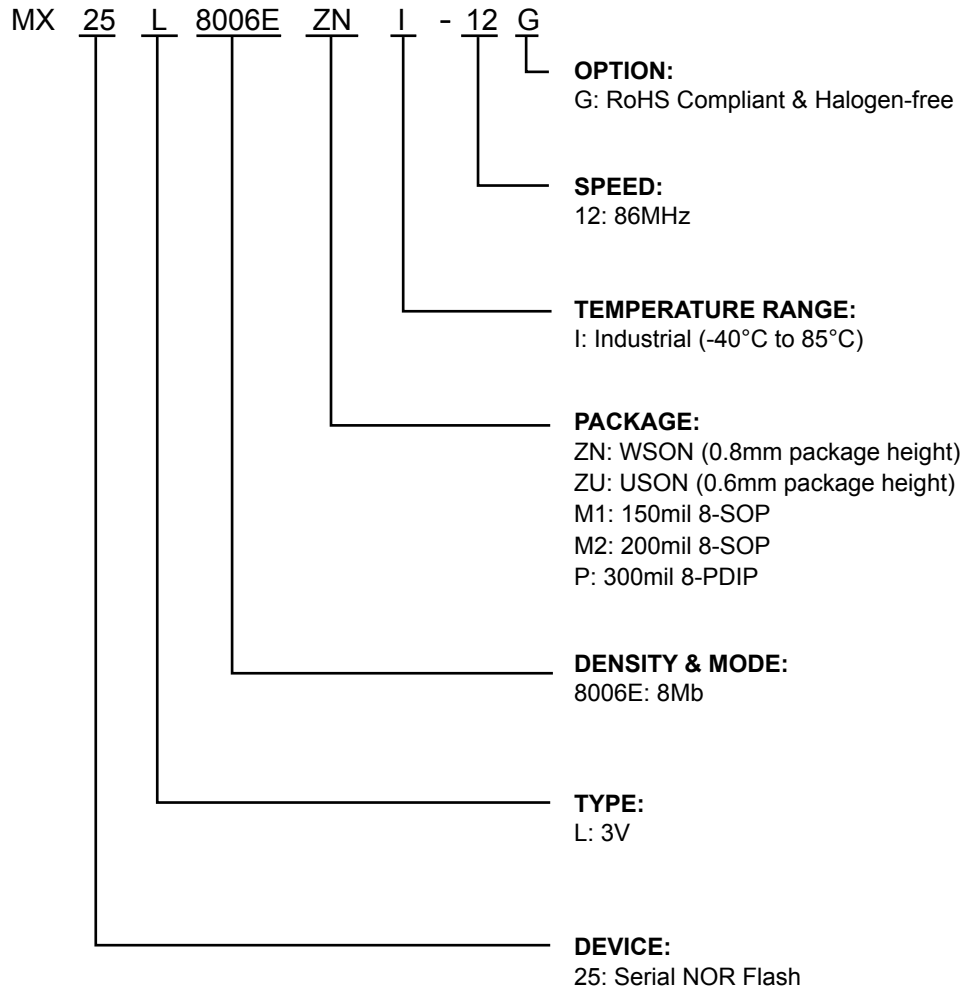 MX 25 L 8006E ZN I - 12 G
OPTION:
G: RoHS Compliant & Halogen-free
SPEED:
12: 86MHz
TEMPERATURE RANGE:
I: Industrial (-40°C to 85°C)
PACKAGE:
ZN: WSON (0.8mm package height)
ZU: USON (0.6mm package height)
M1: 150mil 8-SOP
M2: 200mil 8-SOP
P: 300mil 8-PDIP
DENSITY & MODE:
8006E: 8Mb
TYPE:
L: 3V
DEVICE:
25: Serial NOR Flash